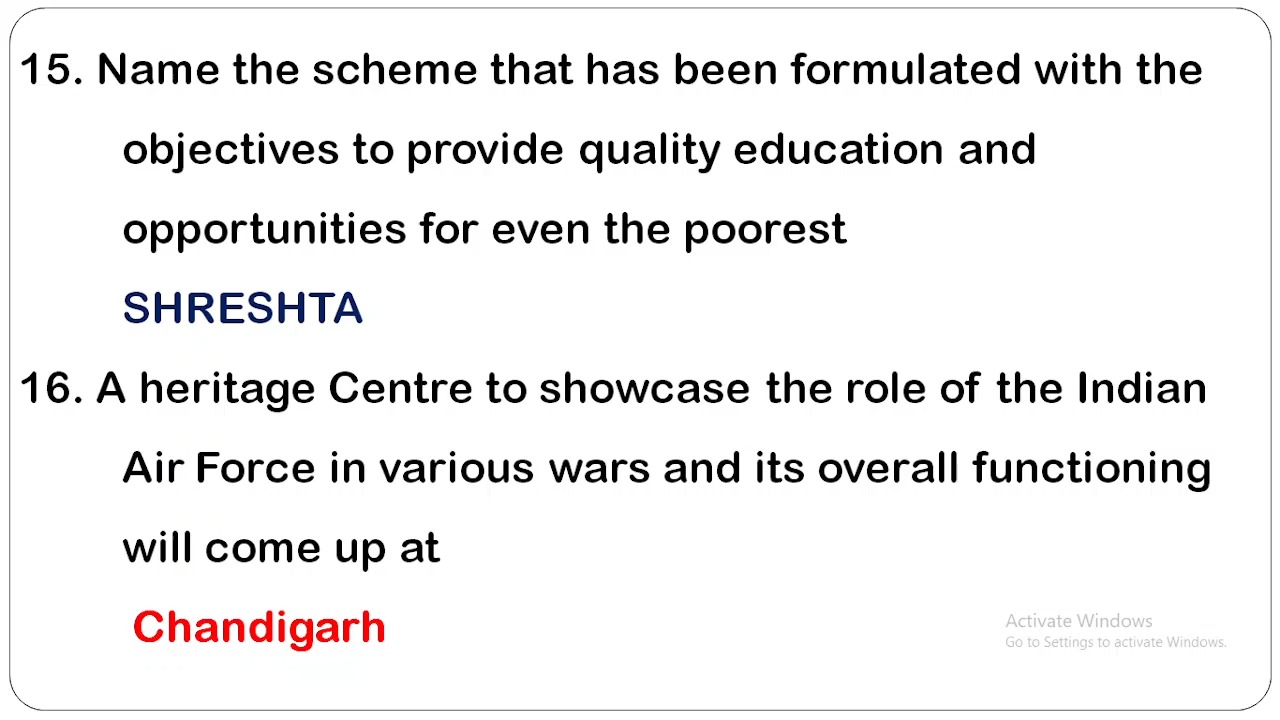 15. Name the scheme that has been formulated with the
objectives to provide quality education and
opportunities for even the poorest
SHRESHTA
16. A heritage Centre to showcase the role of the Indian
Air Force in various wars and its overall functioning
will come up at
Chandigarh
Activate Windows
Go to Settings to activate Windows.